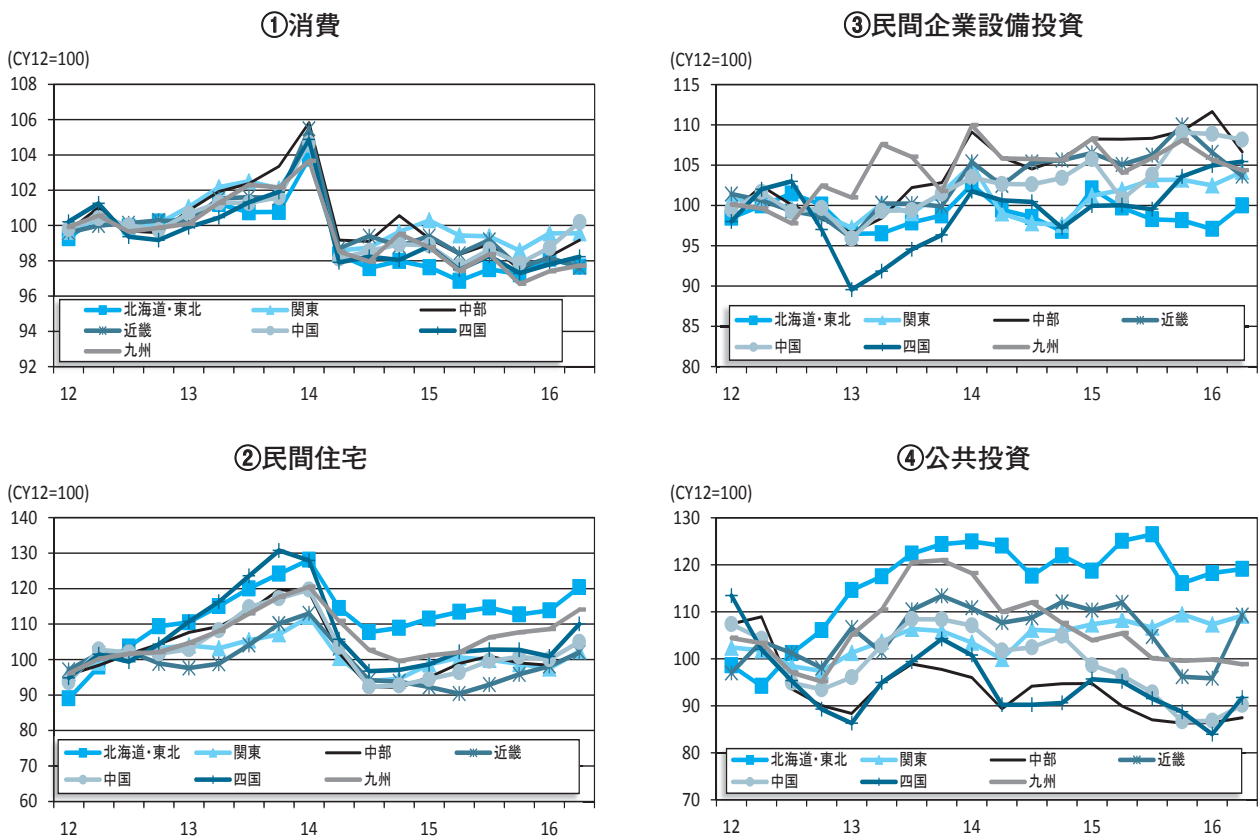 ①消費
(CY12=100)
108
106
104
102
100
98
96
94
92
北海道・東北 関東 中部
近畿 中国 四国
九州
12 13 14 15 16
③民間企業設備投資
(CY12=100)
115
110
105
100
95
90
85
80
北海道・東北 関東 中部 近畿
中国 四国 九州
12 13 14 15 16
②民間住宅
(CY12=100)
140
130
120
110
100
90
80
70
60
北海道・東北 関東 中部 近畿
中国 四国 九州
12 13 14 15 16
④公共投資
(CY12=100)
130
120
110
100
90
80
70
北海道・東北 関東 中部 近畿
中国 四国 九州
12 13 14 15 16